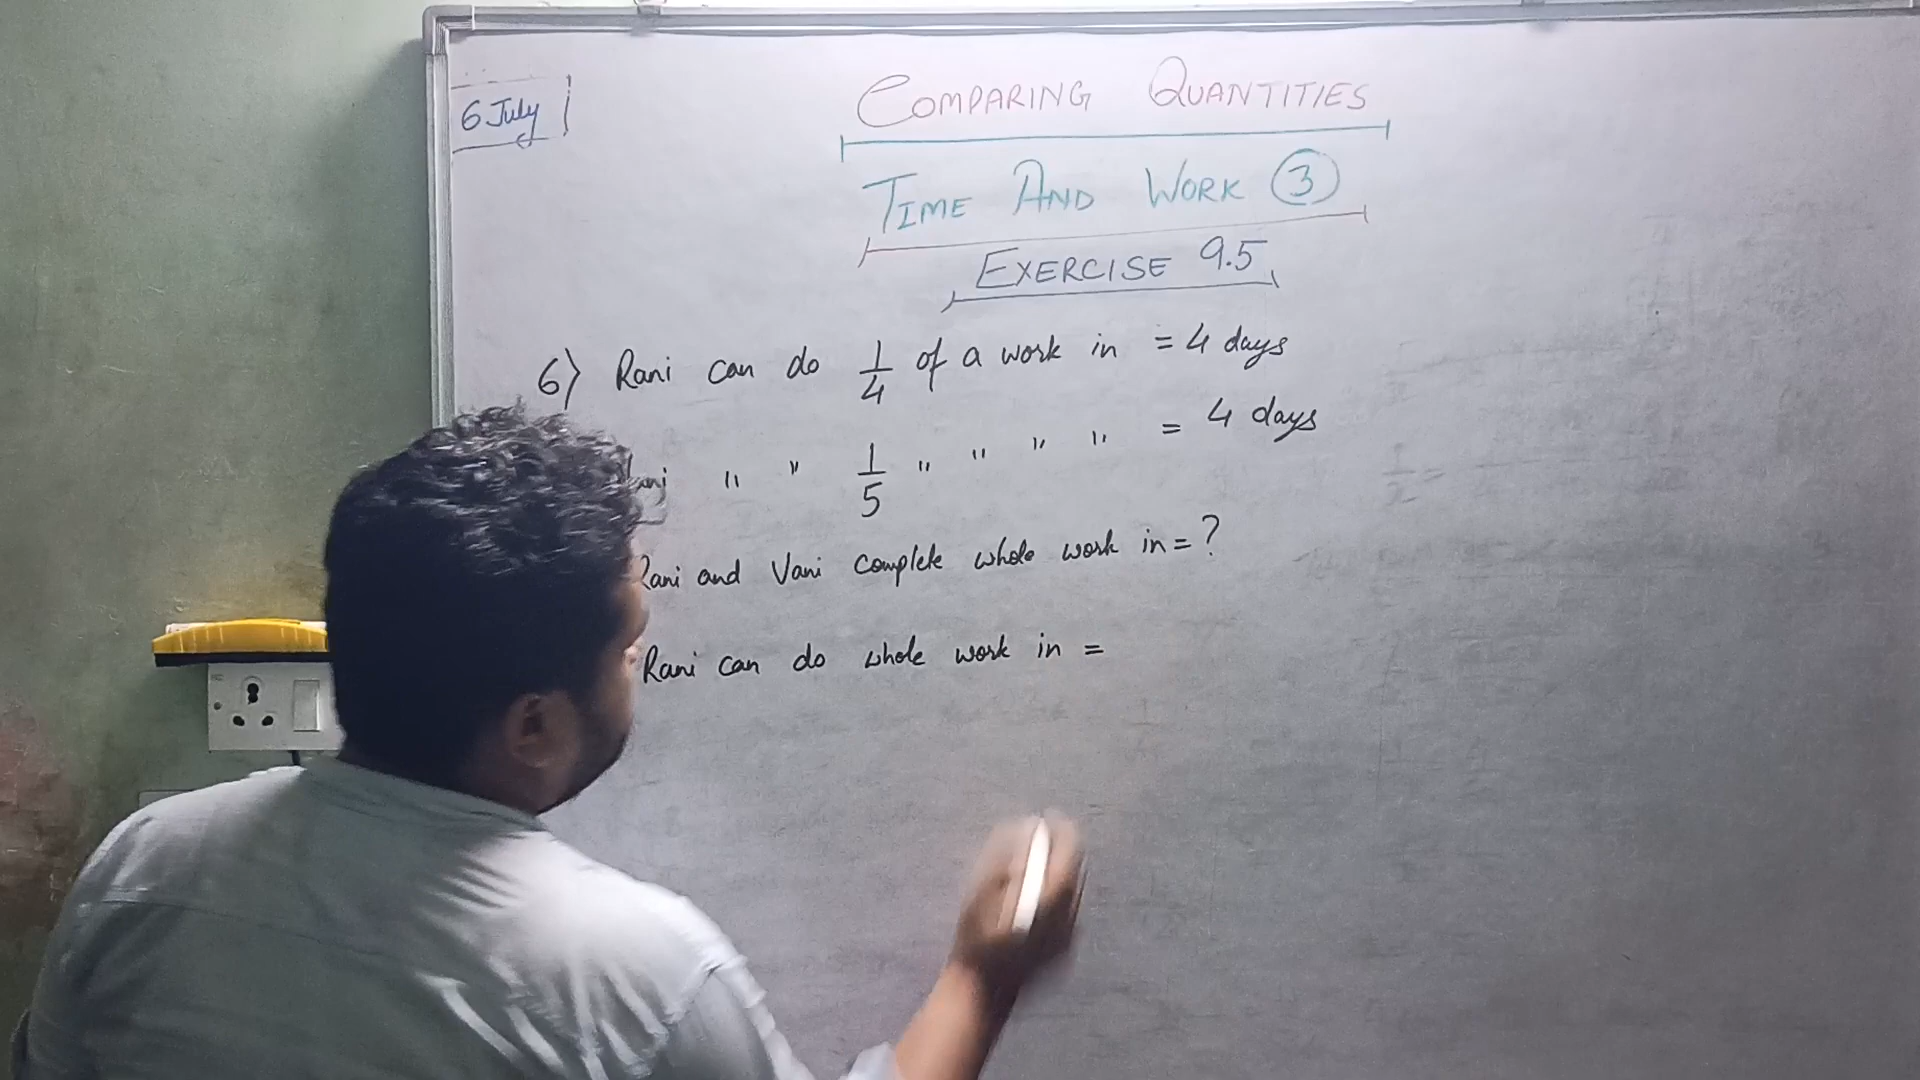 6 July
COMPARING QUANTITIES
TIME AND WORK 3
EXERCISE 9.5
6) Rani can do 1/4 of a work in = 4 days
" " 1/5 " " " " = 4 days
Rani and Vani Complete whole work in = ?
Rani can do whole work in =